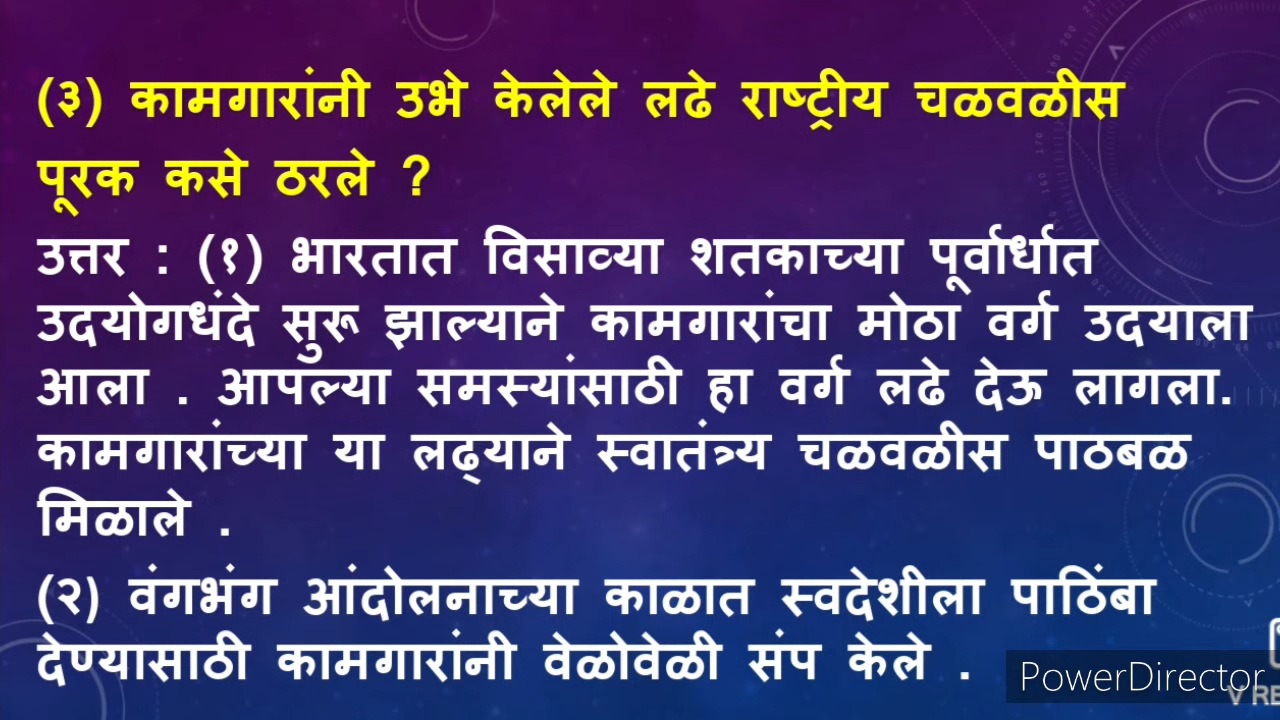 (३) कामगारांनी उभे केलेले लढे राष्ट्रीय चळवळीस
पूरक कसे ठरले ?
उत्तर : (१) भारतात विसाव्या शतकाच्या पूर्वार्धात
उदयोगधंदे सुरू झाल्याने कामगारांचा मोठा वर्ग उदयाला
आला . आपल्या समस्यांसाठी हा वर्ग लढे देऊ लागला.
कामगारांच्या या लढ्याने स्वातंत्र्य चळवळीस पाठबळ
मिळाले .
(२) वंगभंग आंदोलनाच्या काळात स्वदेशीला पाठिंबा
देण्यासाठी कामगारांनी वेळोवेळी संप केले .
PowerDirector